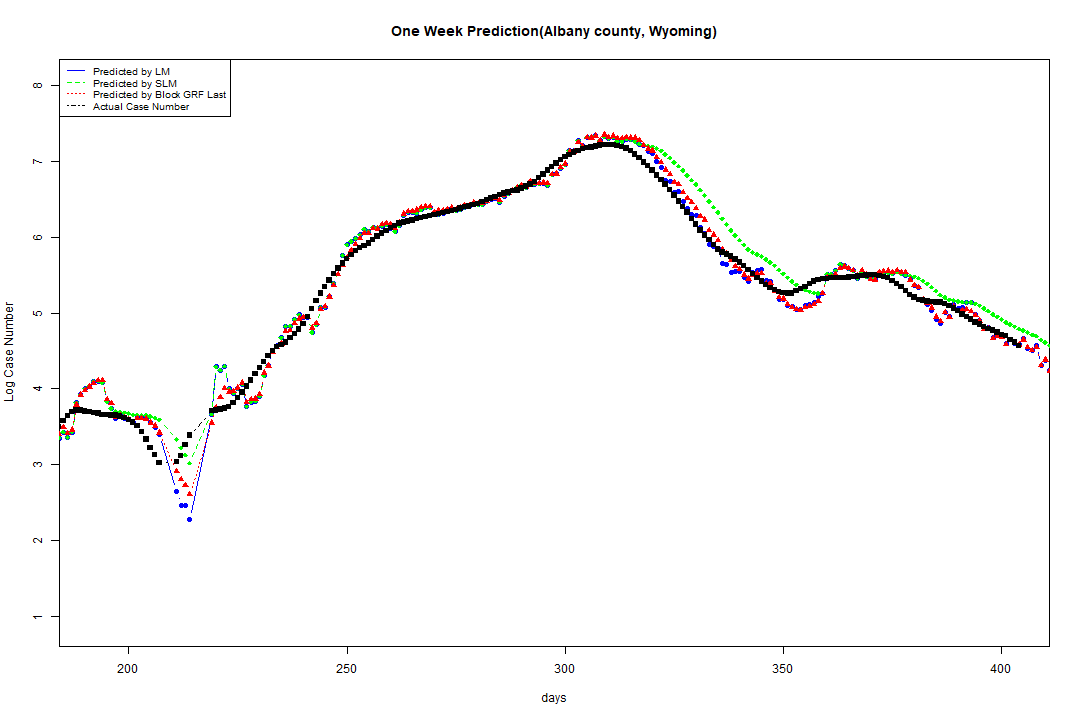 One Week Prediction(Albany county, Wyoming)
Predicted by LM
Predicted by SLM
Predicted by Block GRF Last
Actual Case Number
8
7
6
5
4
3
2
1
Log Case Number
200 250 300 350 400
days